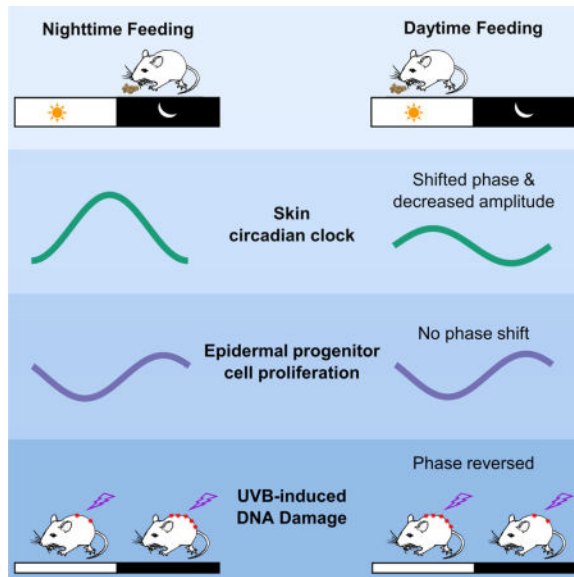 Nighttime Feeding
Daytime Feeding
Shifted phase &
decreased amplitude
Skin
circadian clock
No phase shift
Epidermal progenitor
cell proliferation
Phase reversed
UVB-induced
DNA Damage